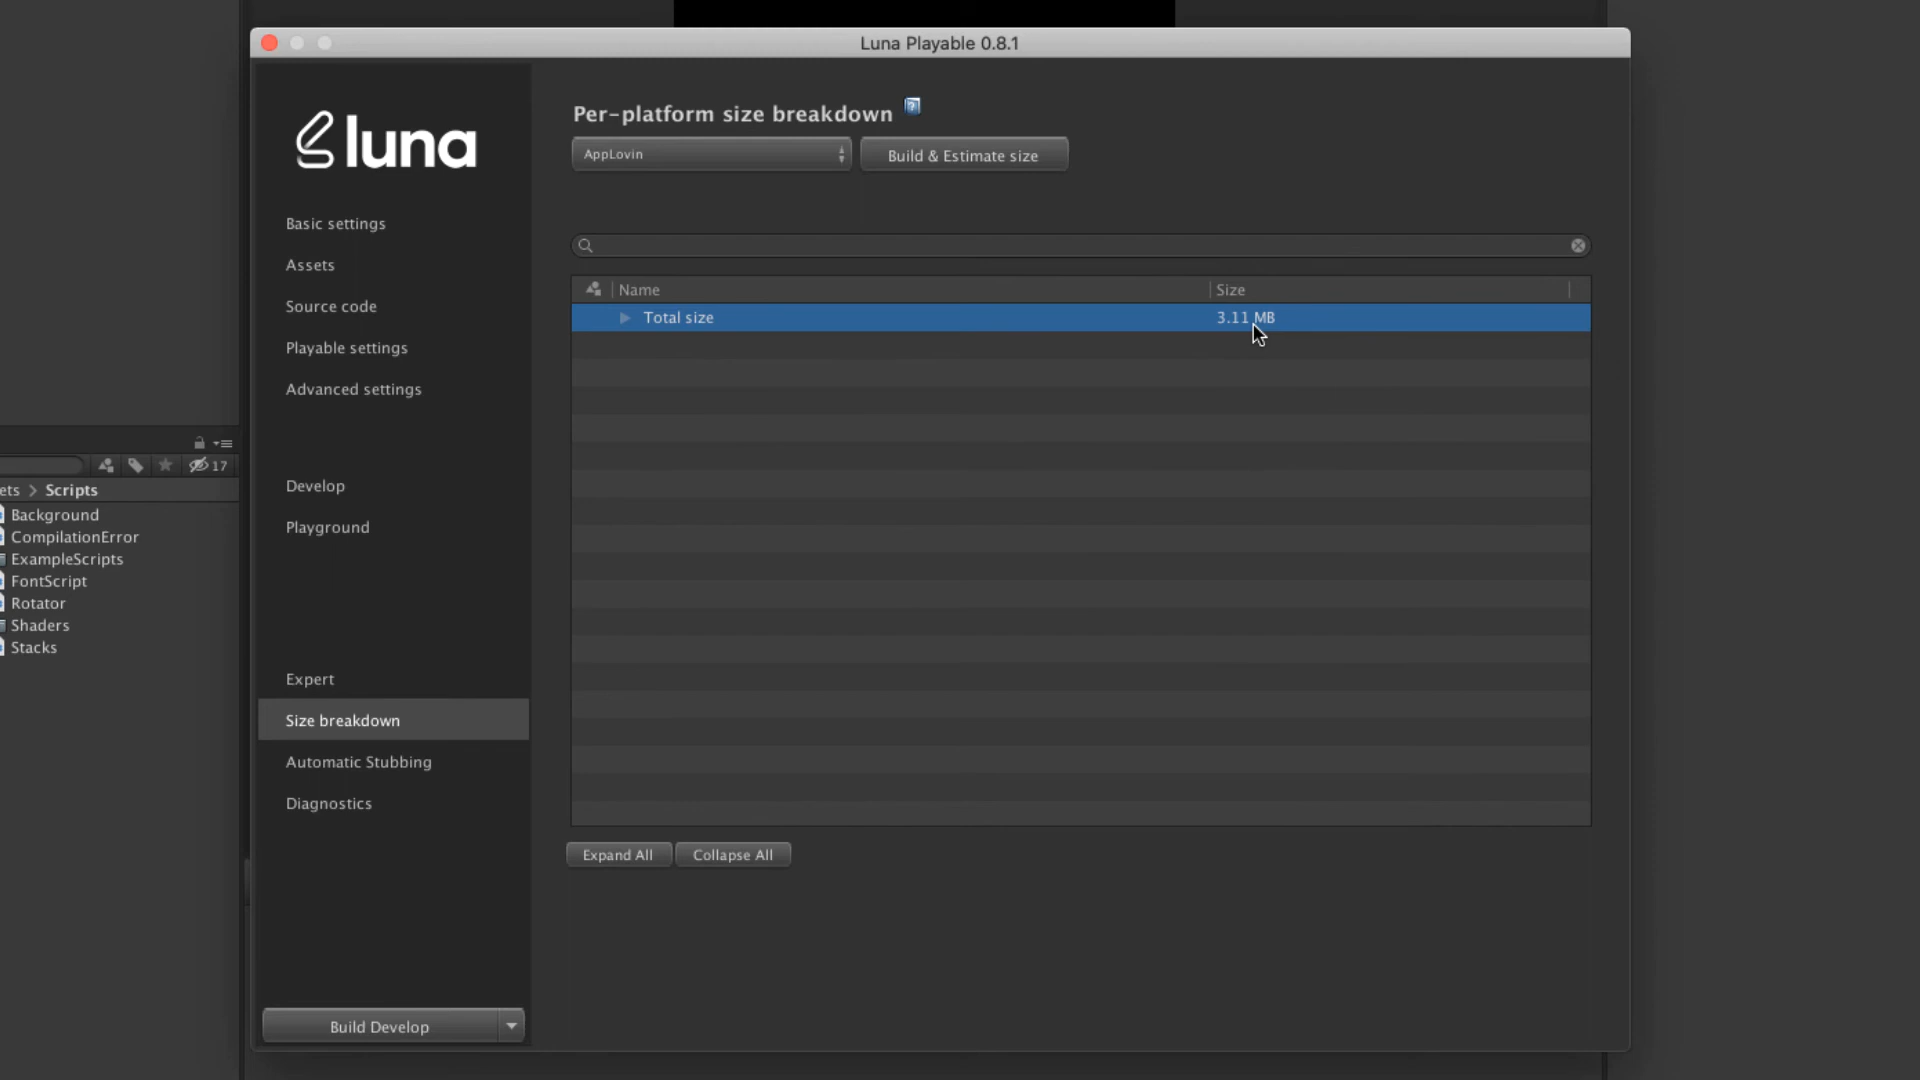 Luna Playable 0.8.1
luna
Per-platform size breakdown
AppLovin
Build & Estimate size
Basic settings
Assets
Source code
Playable settings
Advanced settings
Develop
Playground
Expert
Size breakdown
Automatic Stubbing
Diagnostics
Build Develop
Name
Size
Total size
3.11 MB
Expand All
Collapse All
17
ets > Scripts
Background
CompilationError
ExampleScripts
FontScript
Rotator
Shaders
Stacks